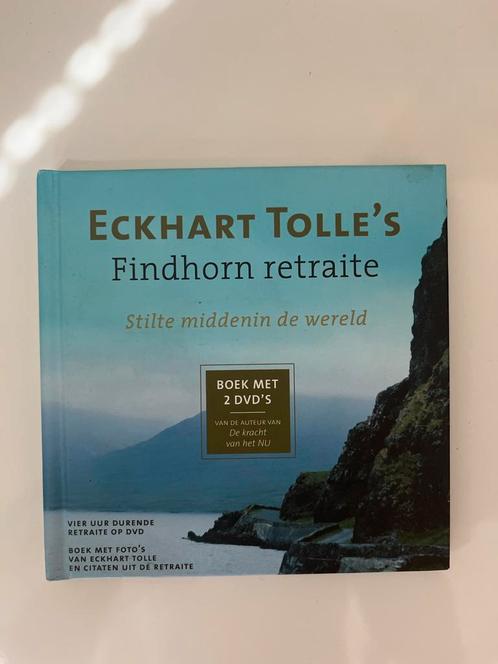 ECKHART TOLLE'S
Findhorn retraite
Stilte middenin de wereld
BOEK MET
2 DVD'S
VAN DE AUTEUR VAN
De kracht
van het NU
VIER UUR DURENDE
RETRAITE OP DVD
BOEK MET FOTO'S
VAN ECKHART TOLLE
EN CITATEN UIT DE RETRAITE